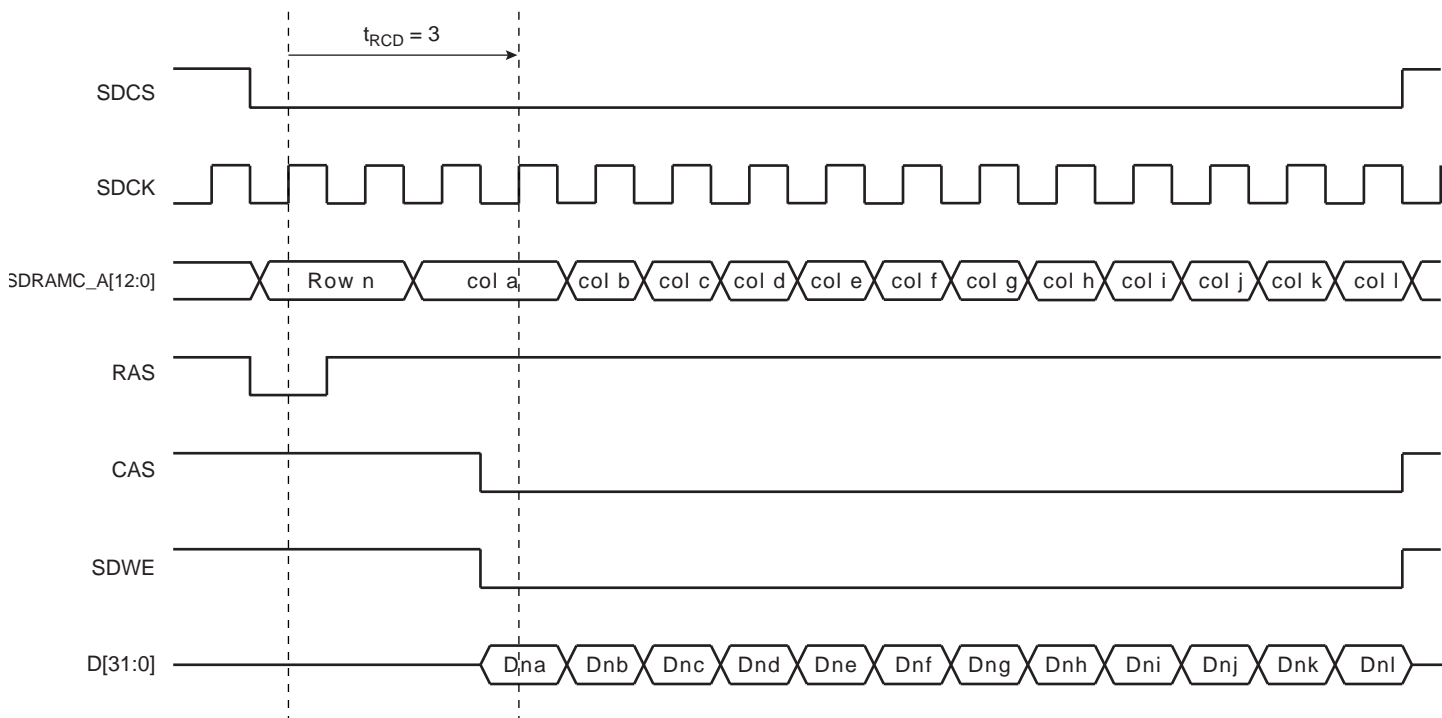 tRCD = 3
SDCS
SDCK
SDRAMC_A[12:0] Row n col a col b col c col d col e col f col g col h col i col j col k col l
RAS
CAS
SDWE
D[31:0] Dna Dnb Dnc Dnd Dne Dnf Dng Dnh Dni Dnj Dnk Dnl